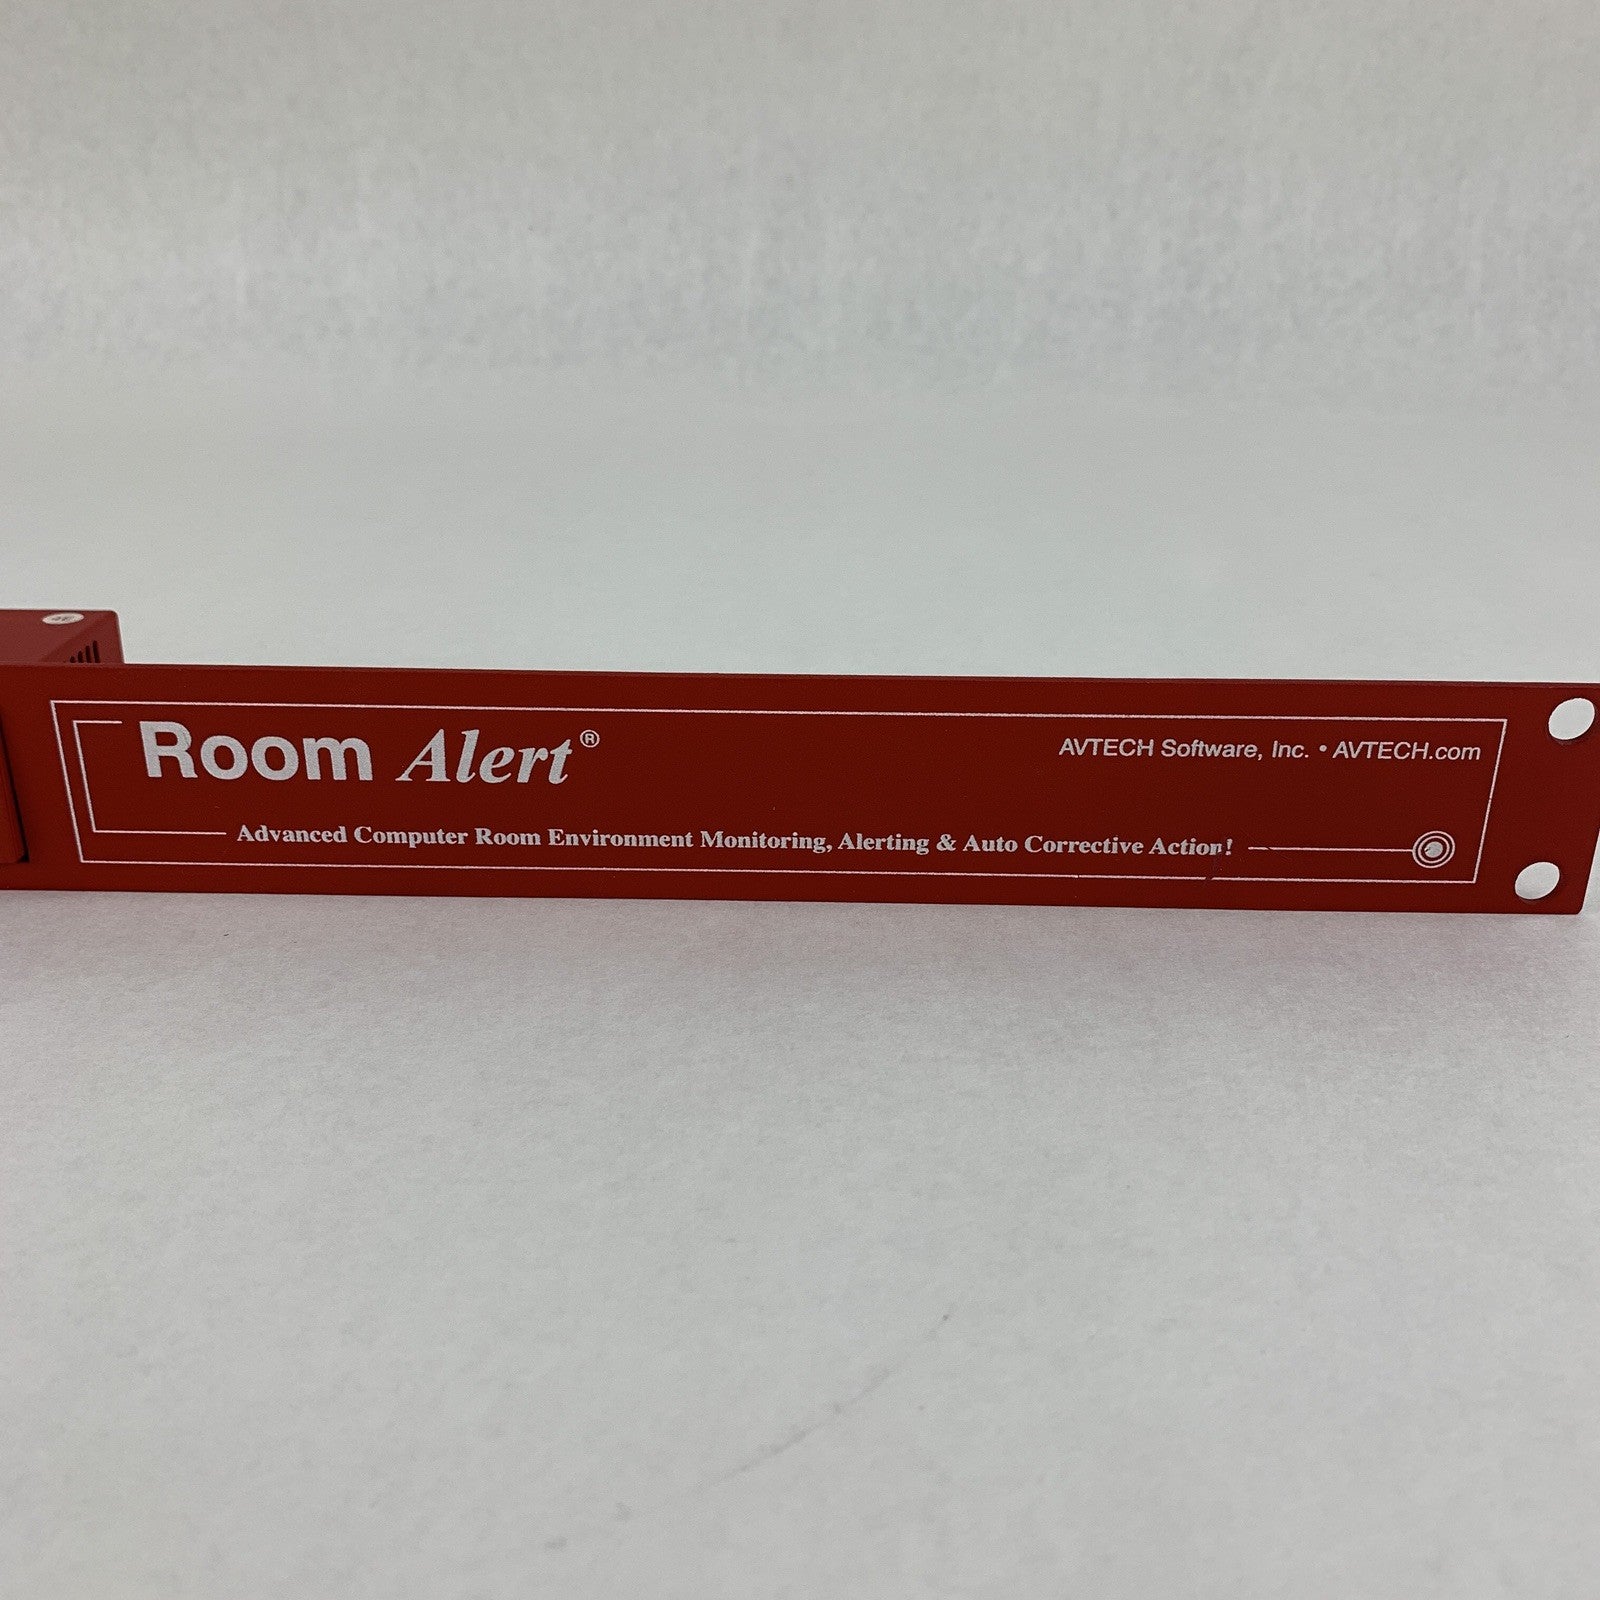 Room Alert®
AVTECH Software, Inc. • AVTECH.com
Advanced Computer Room Environment Monitoring, Alerting & Auto Corrective Action!